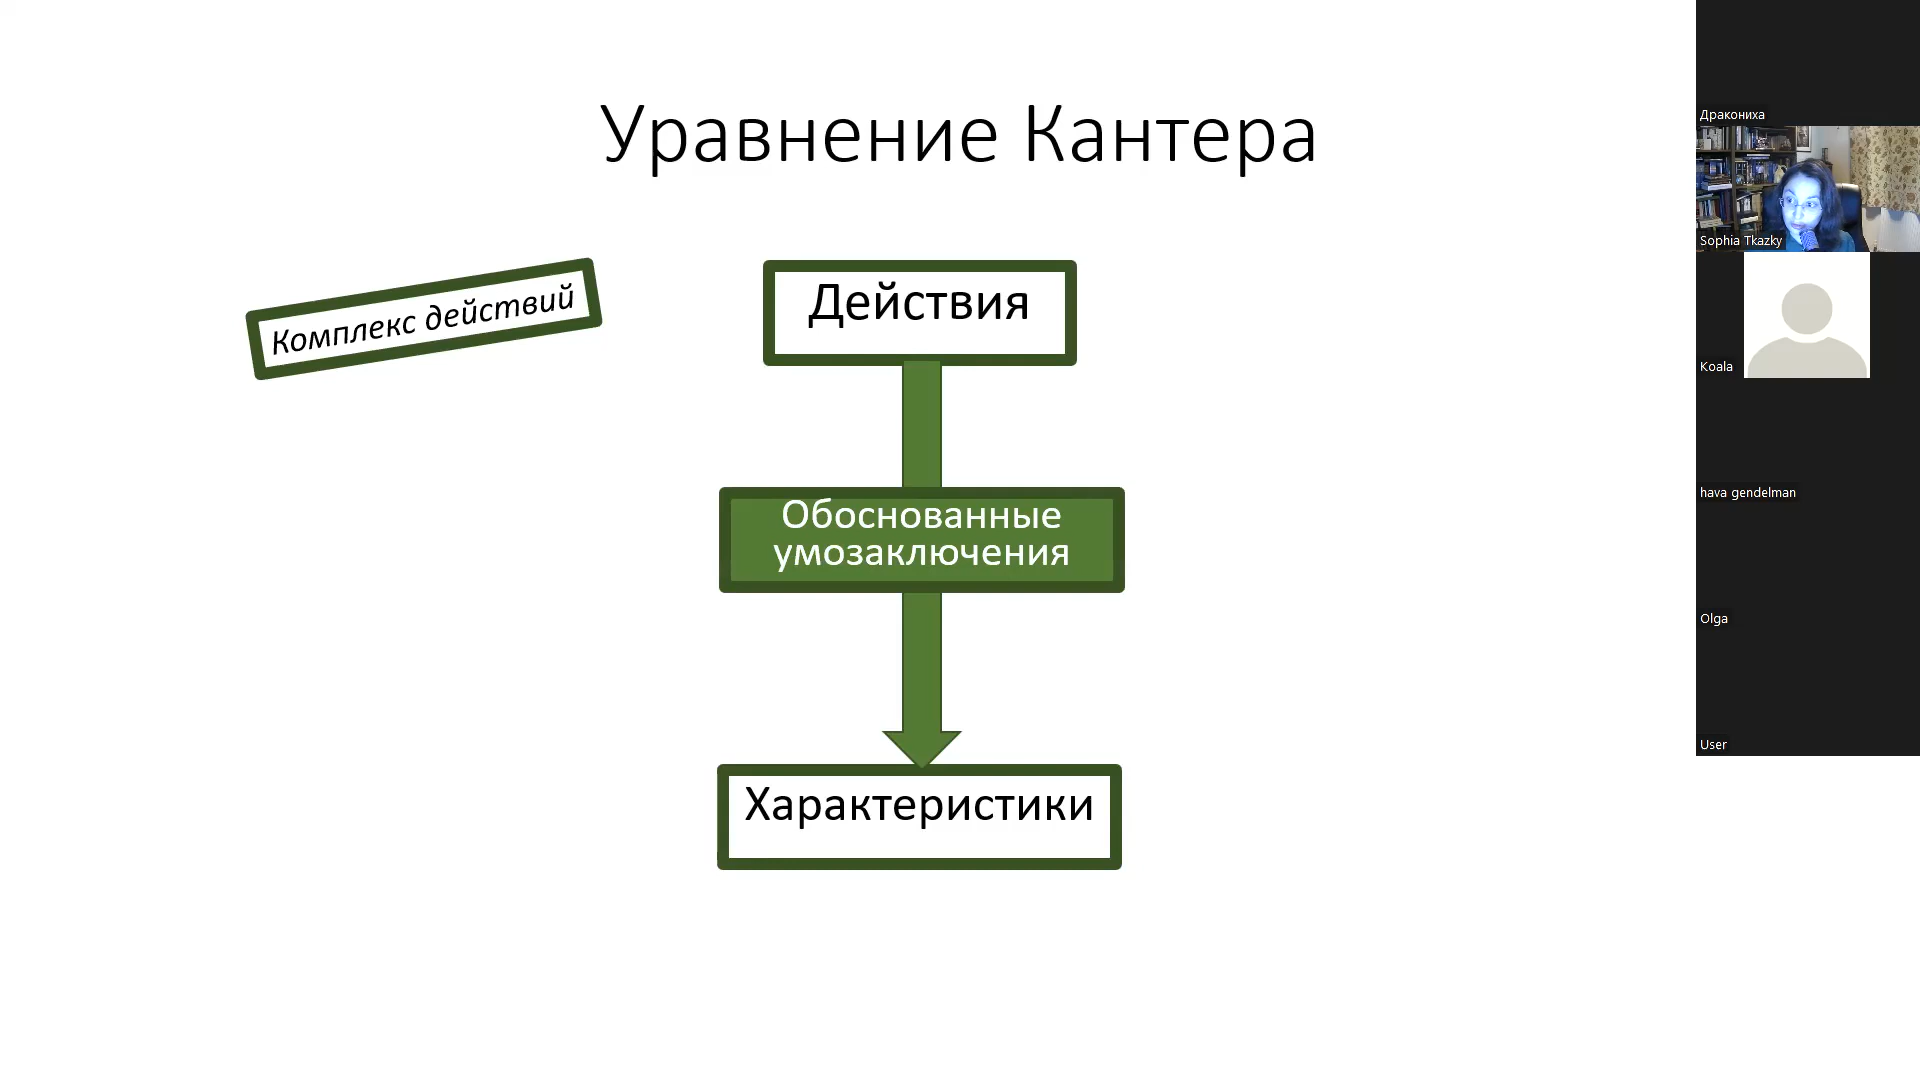 Уравнение Кантера
Комплекс действий
Действия
Обоснованные
умозаключения
Характеристики
Дракониха
Sophia Tkazky
Koala
hava gendelman
Olga
User